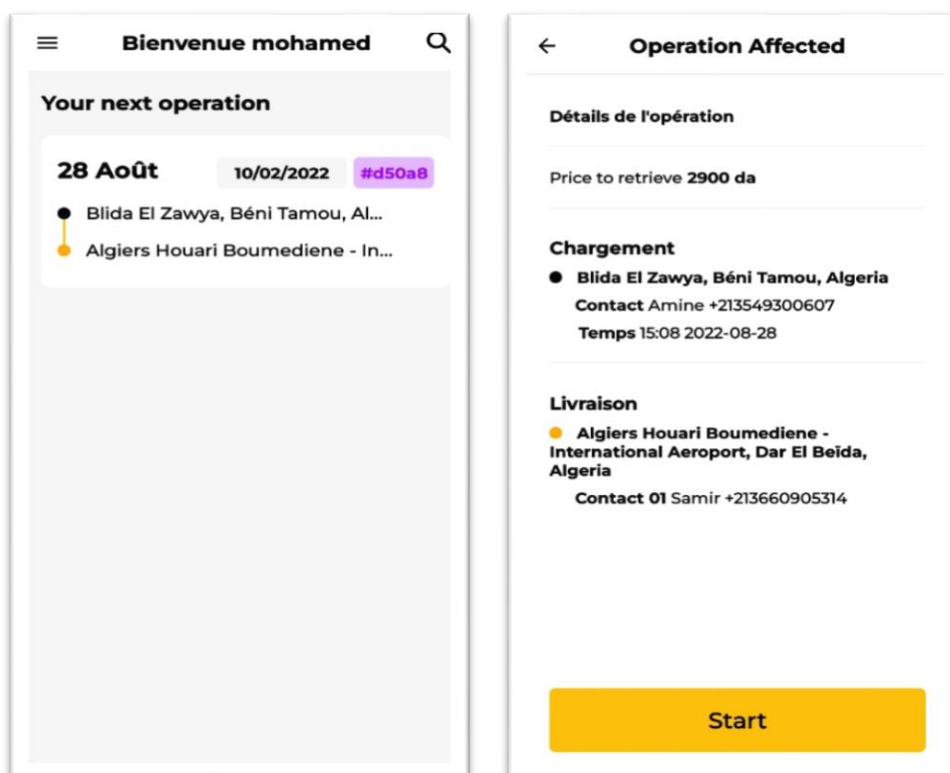 Bienvenue mohamed
Your next operation
28 Août 10/02/2022 #d50a8
Blida El Zawya, Béni Tamou, Al...
Algiers Houari Boumediene - In...
Operation Affected
Détails de l'opération
Price to retrieve 2900 da
Chargement
Blida El Zawya, Béni Tamou, Algeria
Contact Amine +213549300607
Temps 15:08 2022-08-28
Livraison
Algiers Houari Boumediene -
International Aeroport, Dar El Beïda,
Algeria
Contact 01 Samir +213660905314
Start